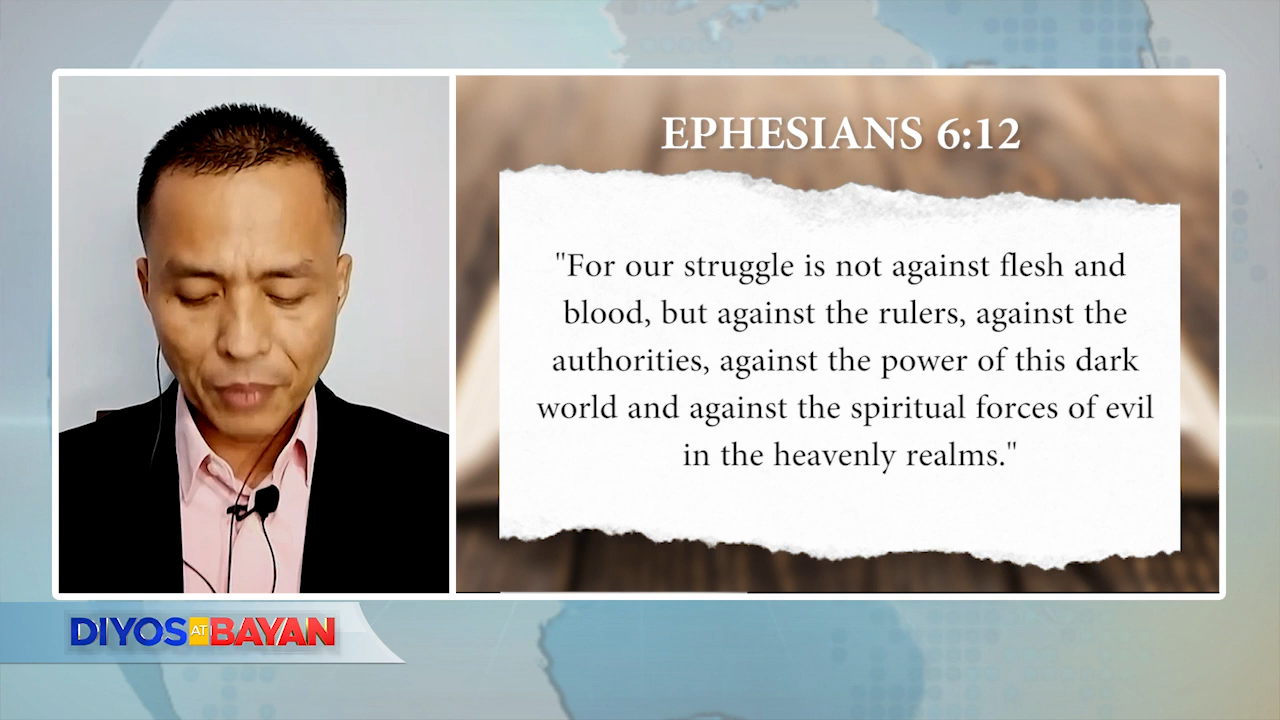 EPHESIANS 6:12
"For our struggle is not against flesh and
blood, but against the rulers, against the
authorities, against the power of this dark
world and against the spiritual forces of evil
in the heavenly realms."
DIYOS AT BAYAN